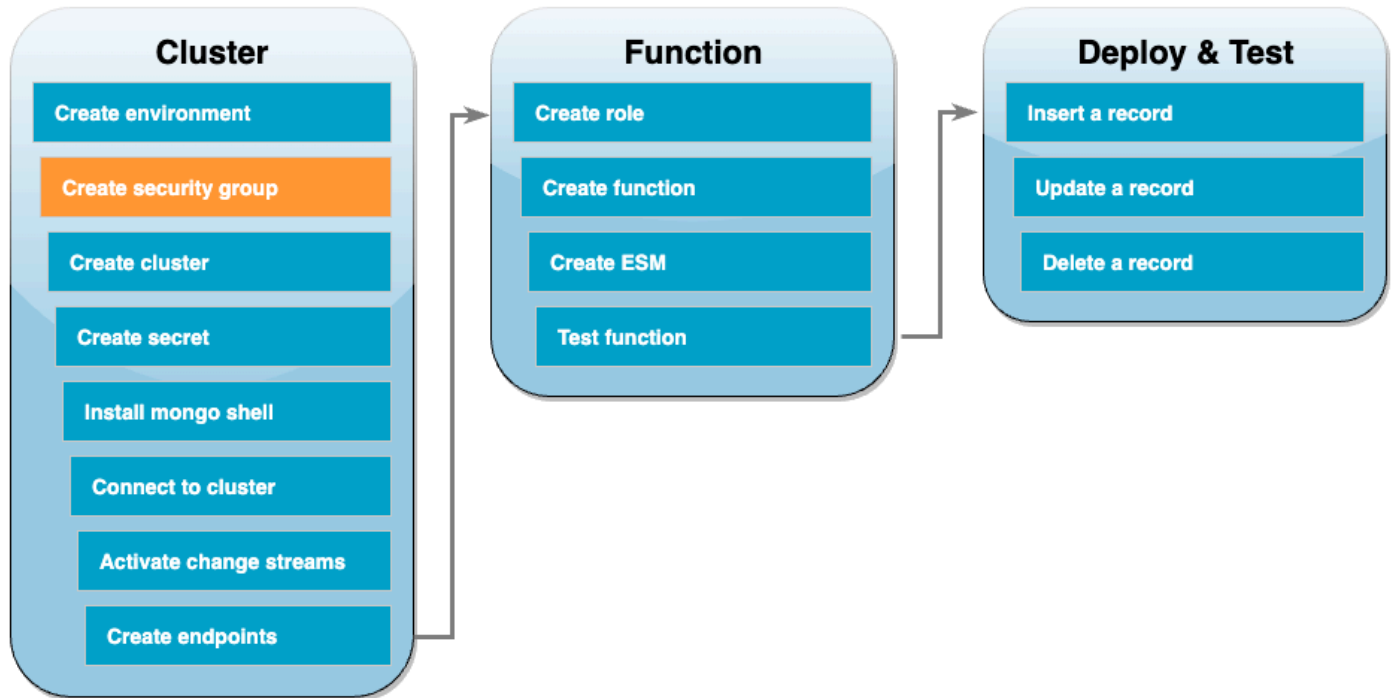 Cluster
Create environment
Create security group
Create cluster
Create secret
Install mongo shell
Connect to cluster
Activate change streams
Create endpoints
Function
Create role
Create function
Create ESM
Test function
Deploy & Test
Insert a record
Update a record
Delete a record